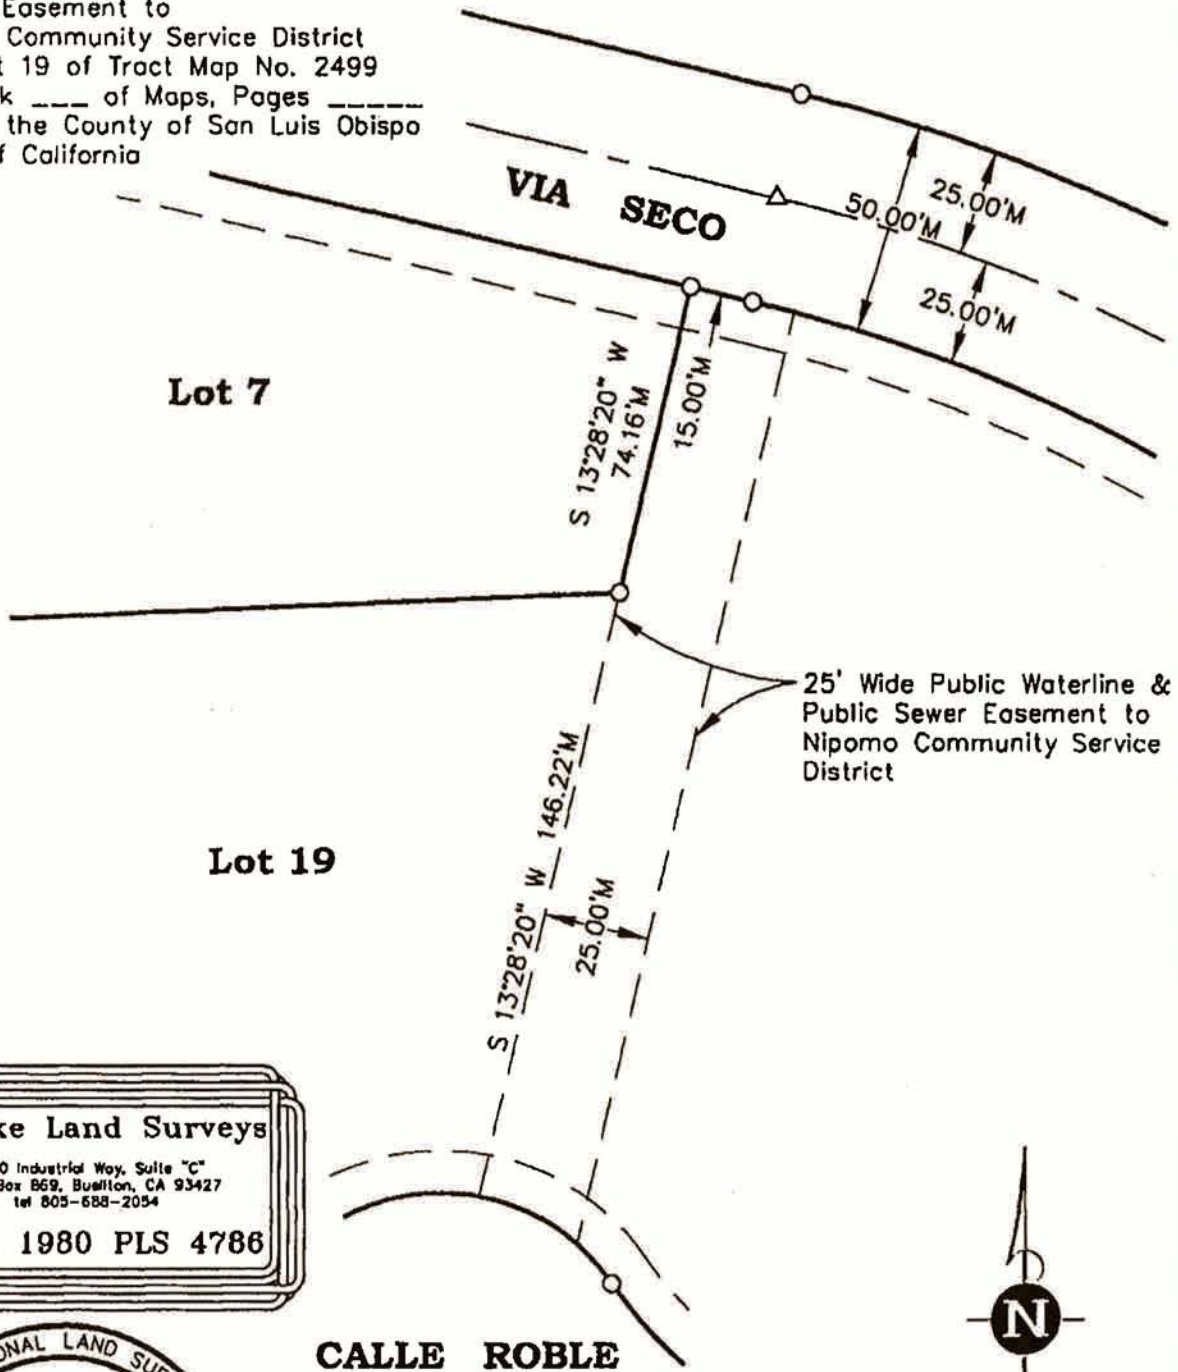 Easement to
Community Service District
19 of Tract Map No. 2499
___ of Maps, Pages _____
the County of San Luis Obispo
California
VIA SECO
50.00'M
25.00'M
25.00'M
Lot 7
S 13°28'20" W
74.16'M
15.00'M
25' Wide Public Waterline &
Public Sewer Easement to
Nipomo Community Service
District
S 13°28'20" W 146.22'M
25.00'M
Lot 19
Land Surveys
Industrial Way, Suite "C"
Box 869, Buellton, CA 93427
tel 805-688-2054
1980 PLS 4786
LAND
CALLE ROBLE
N